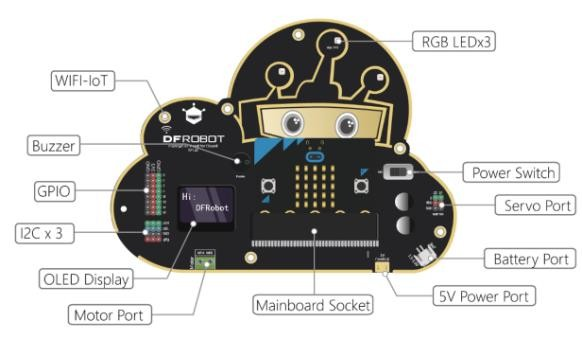 RGB LEDx3
WIFI-IoT
DFROBOT
Buzzer
Power Switch
GPIO
Servo Port
Hi:
DFRobot
I2C x 3
Battery Port
OLED Display
Mainboard Socket
5V Power Port
Motor Port